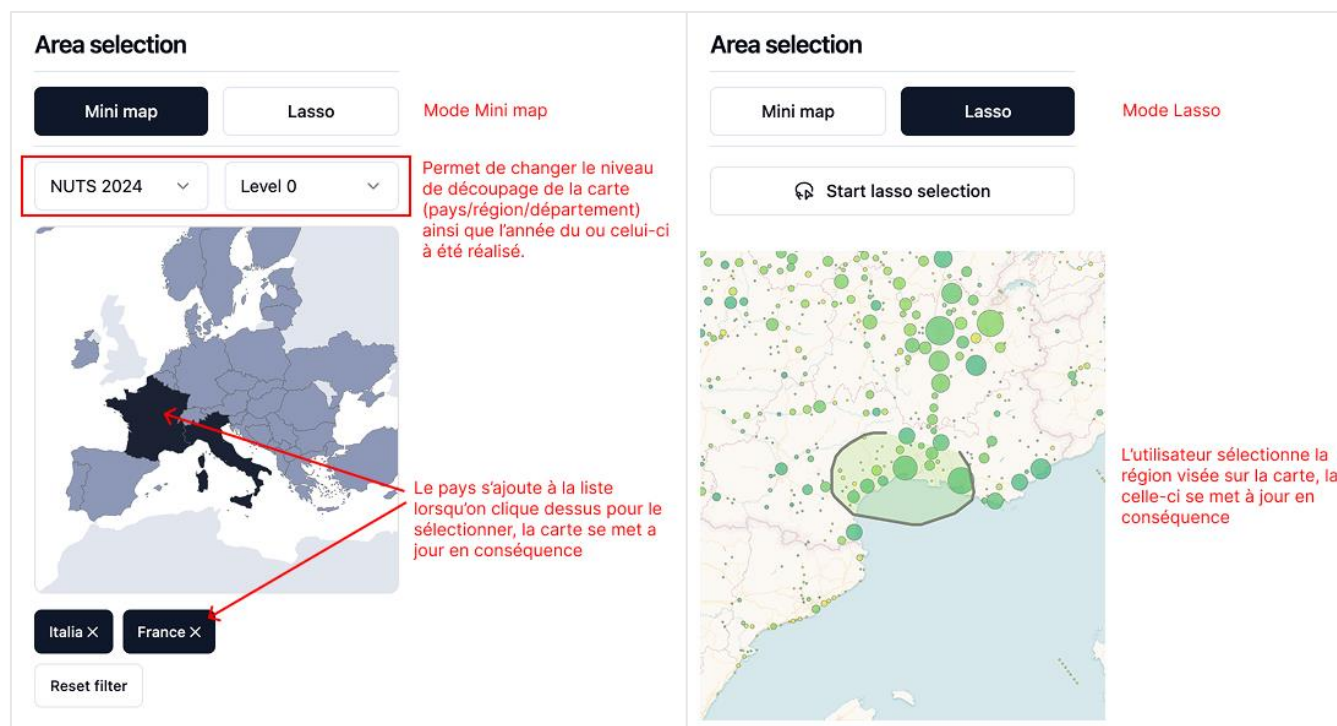 Area selection
Mini map
Lasso
Mode Mini map
NUTS 2024
Level 0
Permet de changer le niveau
de découpage de la carte
(pays/région/département)
ainsi que l'année du ou celui-ci
à été réalisé.
Le pays s'ajoute à la liste
lorsqu'on clique dessus pour le
sélectionner, la carte se met a
jour en conséquence
Italia ×
France ×
Reset filter
Area selection
Mini map
Lasso
Mode Lasso
Start lasso selection
L'utilisateur sélectionne la
région visée sur la carte, la
celle-ci se met à jour en
conséquence